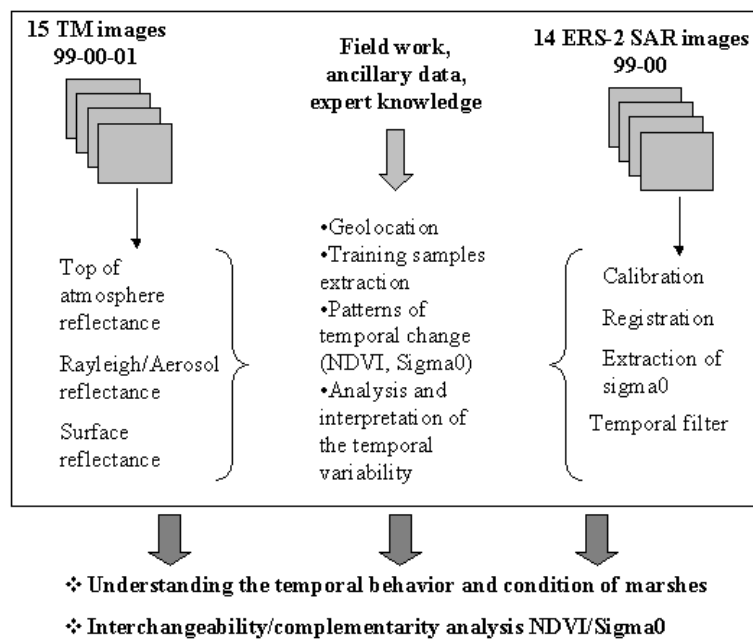 15 TM images
99-00-01
Field work,
ancillary data,
expert knowledge
14 ERS-2 SAR images
99-00
Top of
atmosphere
reflectance
Rayleigh/Aerosol
reflectance
Surface
reflectance
•Geolocation
•Training samples
extraction
•Patterns of
temporal change
(NDVI, Sigma0)
•Analysis and
interpretation of
the temporal
variability
Calibration
Registration
Extraction of
sigma0
Temporal filter
❖ Understanding the temporal behavior and condition of marshes
❖ Interchangeability/complementarity analysis NDVI/Sigma0